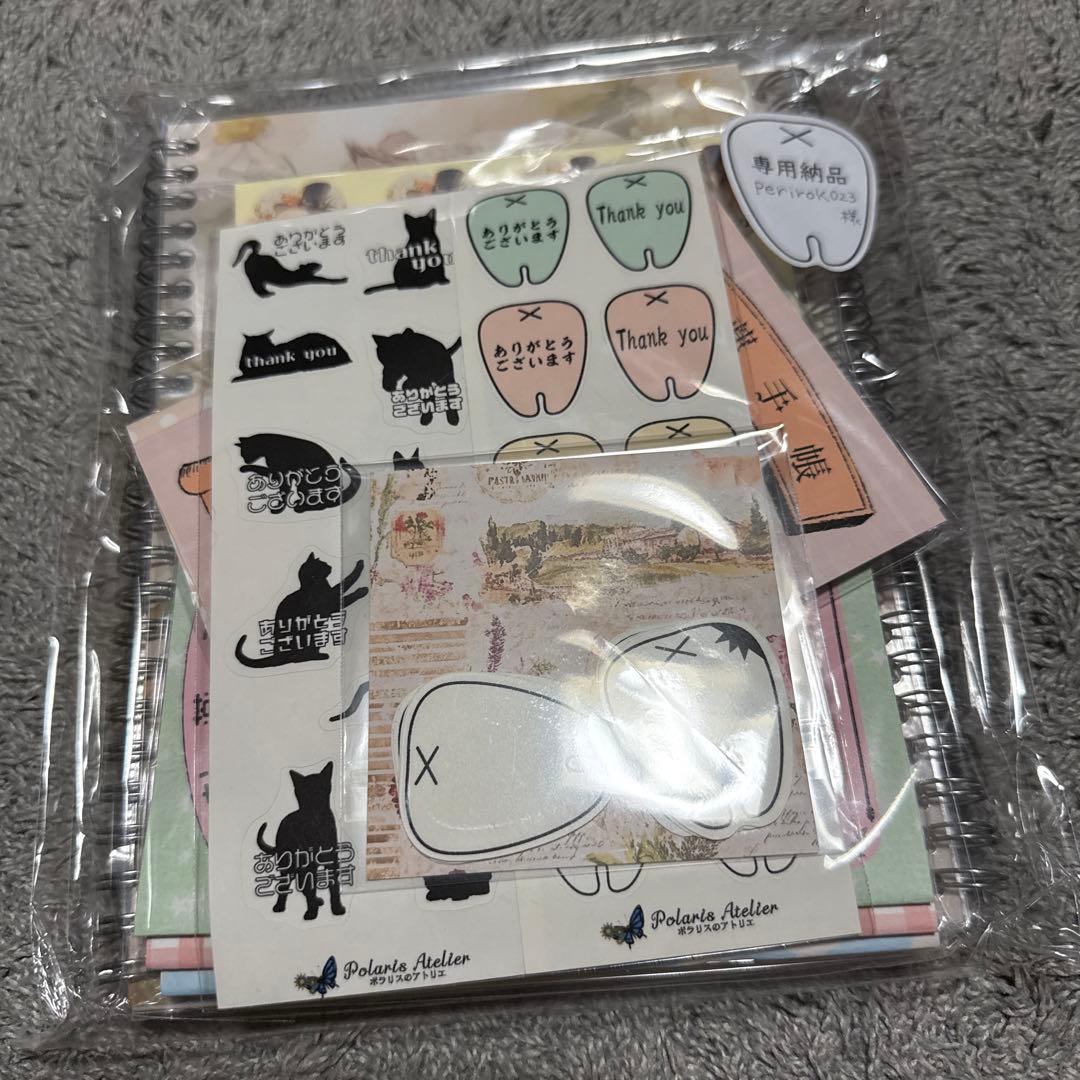 専用納品
Perirok023
様
ありがとう
ございます
thank
you
ありがとう
ございます
Thank you
thank you
ありがとう
ございます
ありがとう
ございます
Thank you
ありがとう
ございます
手帳
ありがとう
ございます
ありがとう
ございます
Polaris Atelier
ポラリスのアトリエ
Polaris Atelier
ポラリスのアトリエ